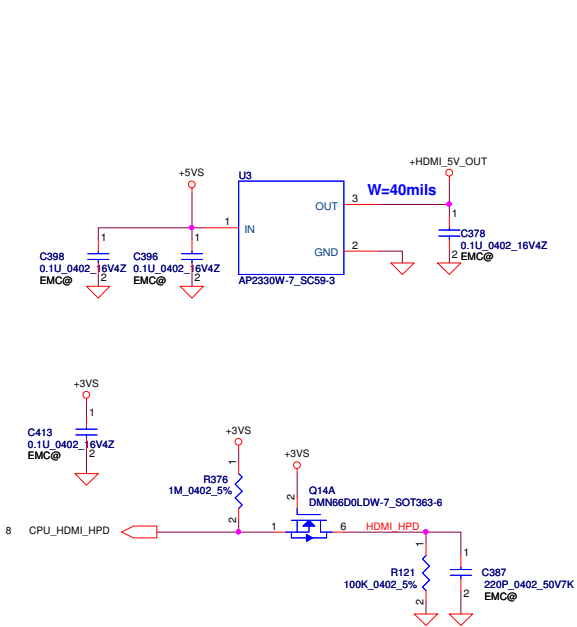 +5VS
U3
+HDMI_5V_OUT
W=40mils
OUT
3
1
IN
GND
2
1
C398
0.1U_0402_16V4Z
EMC@
2
1
C396
0.1U_0402_16V4Z
EMC@
2
1
C378
0.1U_0402_16V4Z
2
EMC@
AP2330W-7_SC59-3
+3VS
1
C413
0.1U_0402_16V4Z
EMC@
2
+3VS
1
R376
1M_0402_5%
2
+3VS
2
Q14A
DMN66D0LDW-7_SOT363-6
8 CPU_HDMI_HPD
1
6
HDMI_HPD
1
R121
100K_0402_5%
2
1
C387
220P_0402_50V7K
2
EMC@